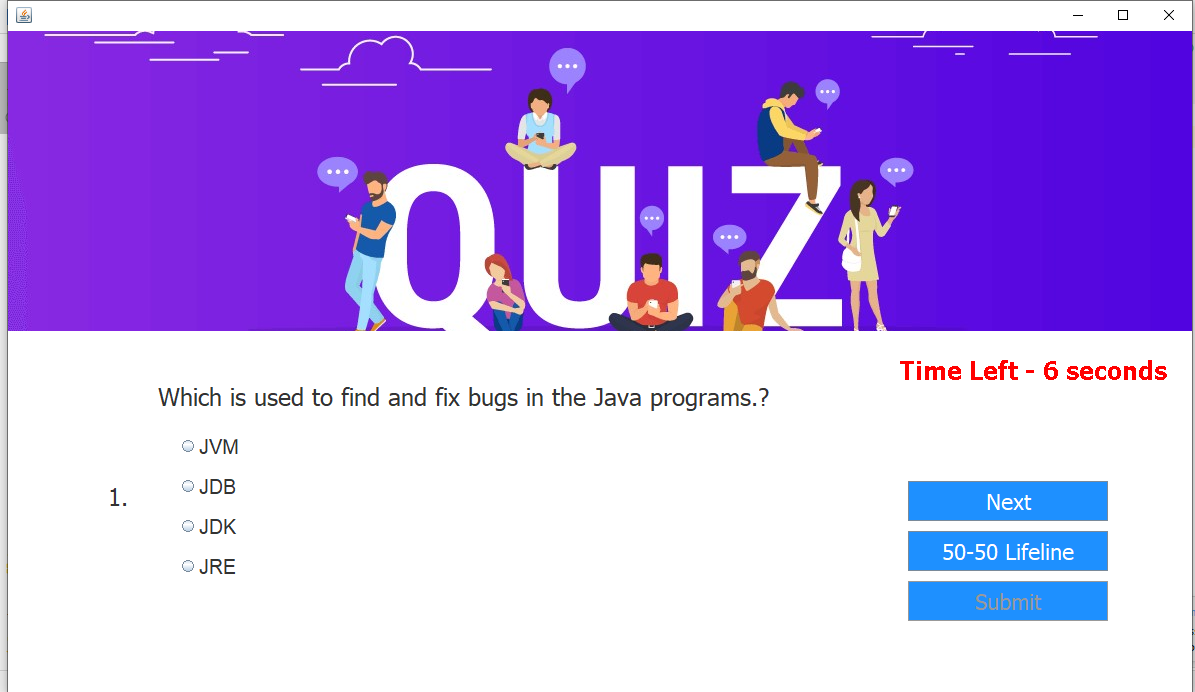 QUIZ
Time Left - 6 seconds
Which is used to find and fix bugs in the Java programs.?
1.
JVM
JDB
JDK
JRE
Next
50-50 Lifeline
Submit